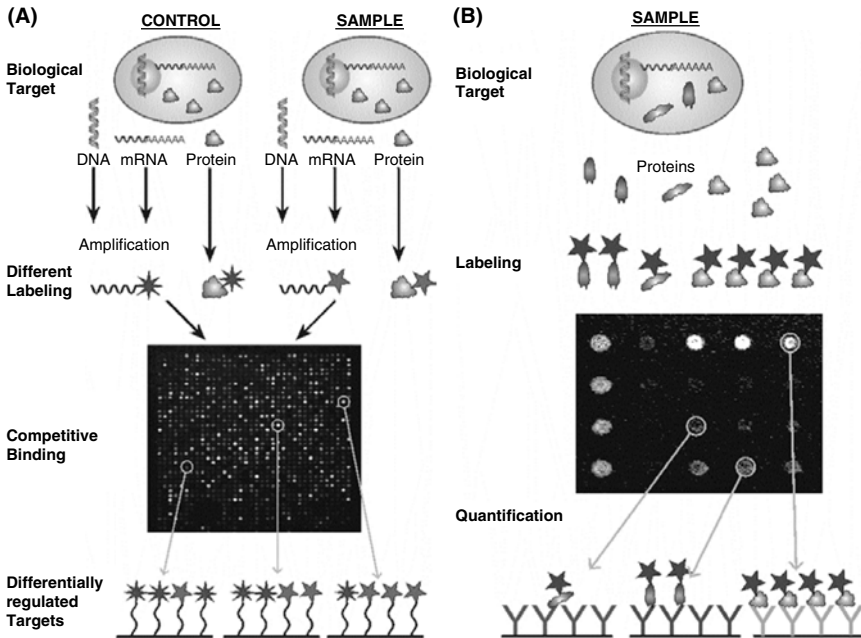 (A)
CONTROL
SAMPLE
Biological
Target
DNA
mRNA
Protein
DNA
mRNA
Protein
Amplification
Amplification
Different
Labeling
Competitive
Binding
Differentially
regulated
Targets
(B)
SAMPLE
Biological
Target
Proteins
Labeling
Quantification